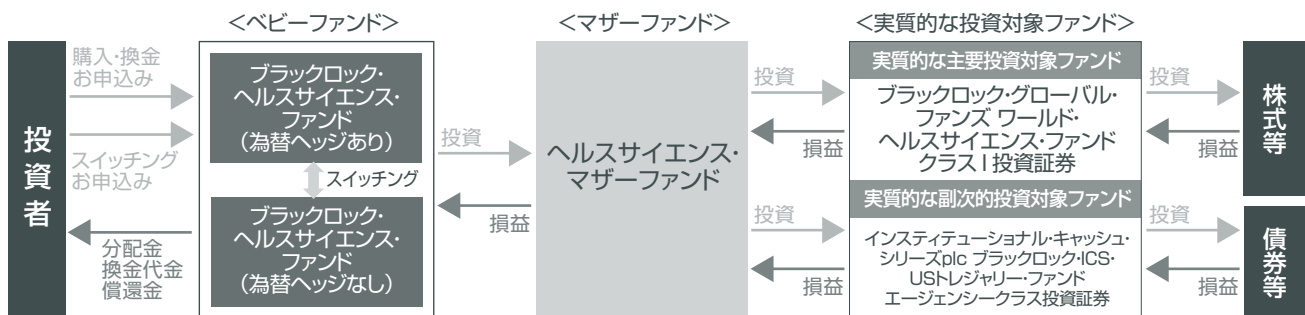 <ベビーファンド>
<マザーファンド>
<実質的な投資対象ファンド>
投資者
購入・換金
お申込み
スイッチング
お申込み
分配金
換金代金
償還金
ブラックロック・
ヘルスサイエンス・
ファンド
(為替ヘッジあり)
スイッチング
ブラックロック・
ヘルスサイエンス・
ファンド
(為替ヘッジなし)
投資
損益
ヘルスサイエンス・
マザーファンド
投資
損益
投資
損益
実質的な主要投資対象ファンド
ブラックロック・グローバル・
ファンズ ワールド・
ヘルスサイエンス・ファンド
クラスI 投資証券
実質的な副次的投資対象ファンド
インスティテューショナル・キャッシュ・
シリーズplc ブラックロック・ICS・
USトレジャリー・ファンド
エージェンシークラス投資証券
投資
損益
投資
損益
株式等
債券等